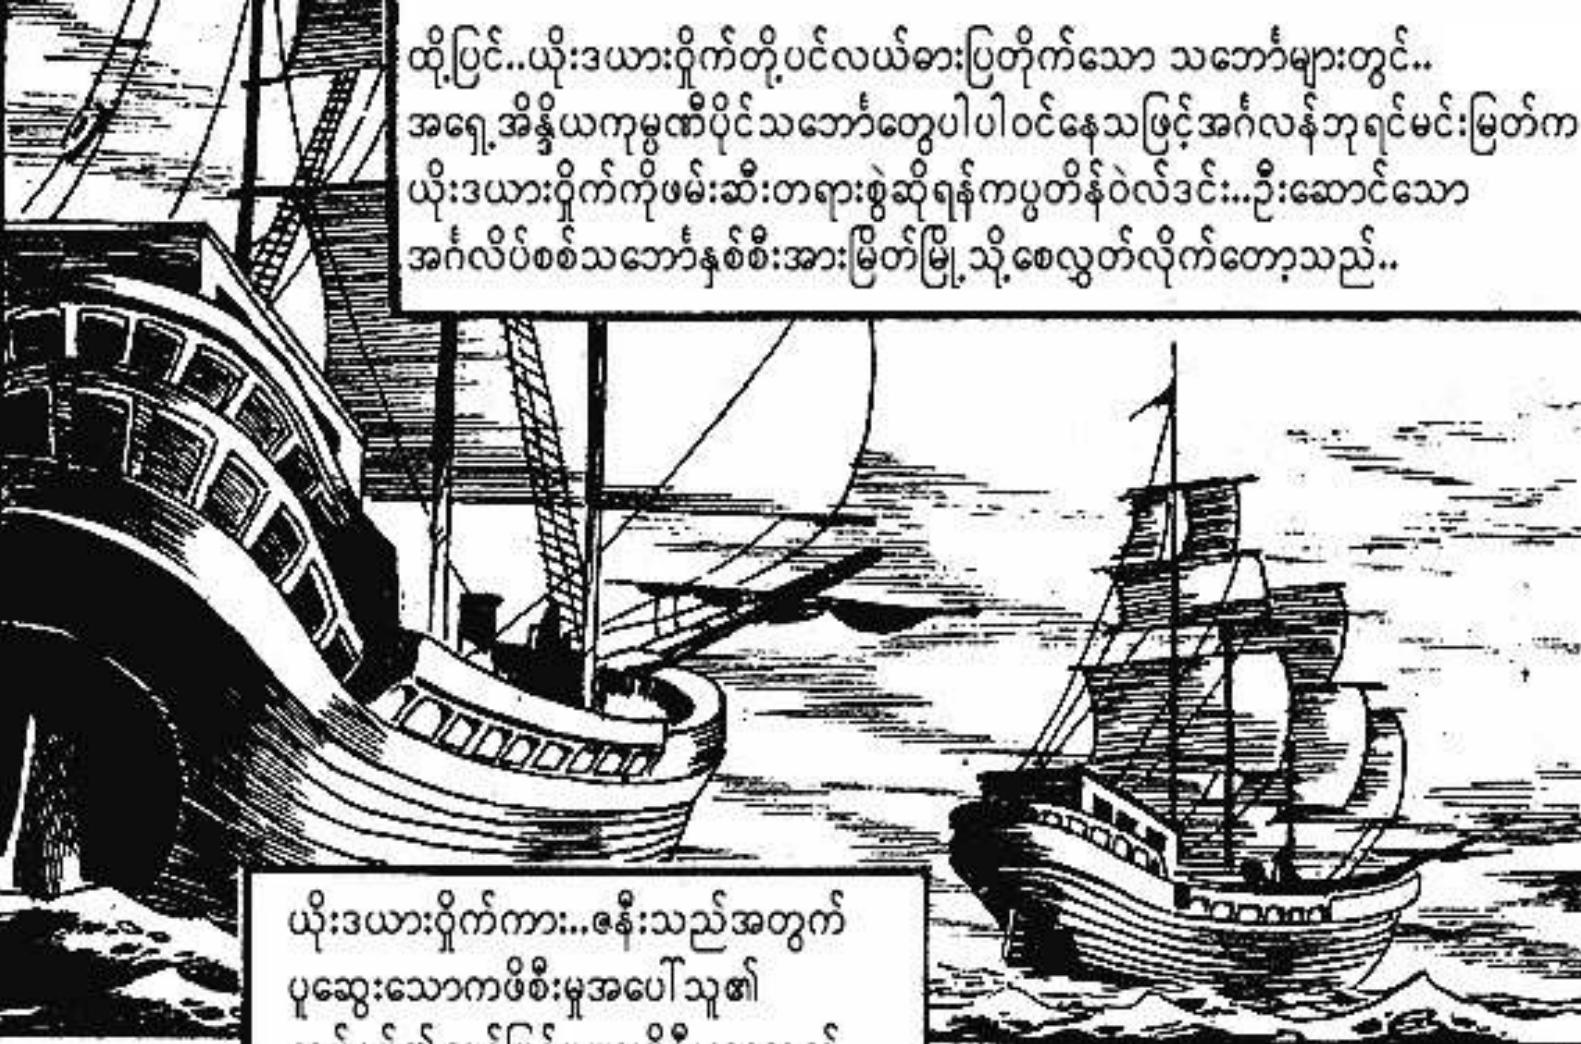 ထို့ပြင်..ယိုးဒယားဝှိုက်တို့ပင်လယ်ဓားပြတိုက်သော သင်္ဘောများတွင်..
အရှေ့အိန္ဒိယကုမ္ပဏီပိုင်သင်္ဘောတွေပါပါဝင်နေသဖြင့်အင်္ဂလန်ဘုရင်မင်းမြတ်က
ယိုးဒယားဝှိုက်ကိုဖမ်းဆီးတရားစွဲဆိုရန်ကပ္ပတိန်ဝဲလ်ဒင်း..ဦးဆောင်သော
အင်္ဂလိပ်စစ်သင်္ဘောနှစ်စီးအားမြိတ်မြို့သို့စေလွှတ်လိုက်တော့သည်..
ယိုးဒယားဝှိုက်ကား..ဇနီးသည်အတွက်
ပူဆွေးသောကဖိစီးမှုအပေါ်သူ၏